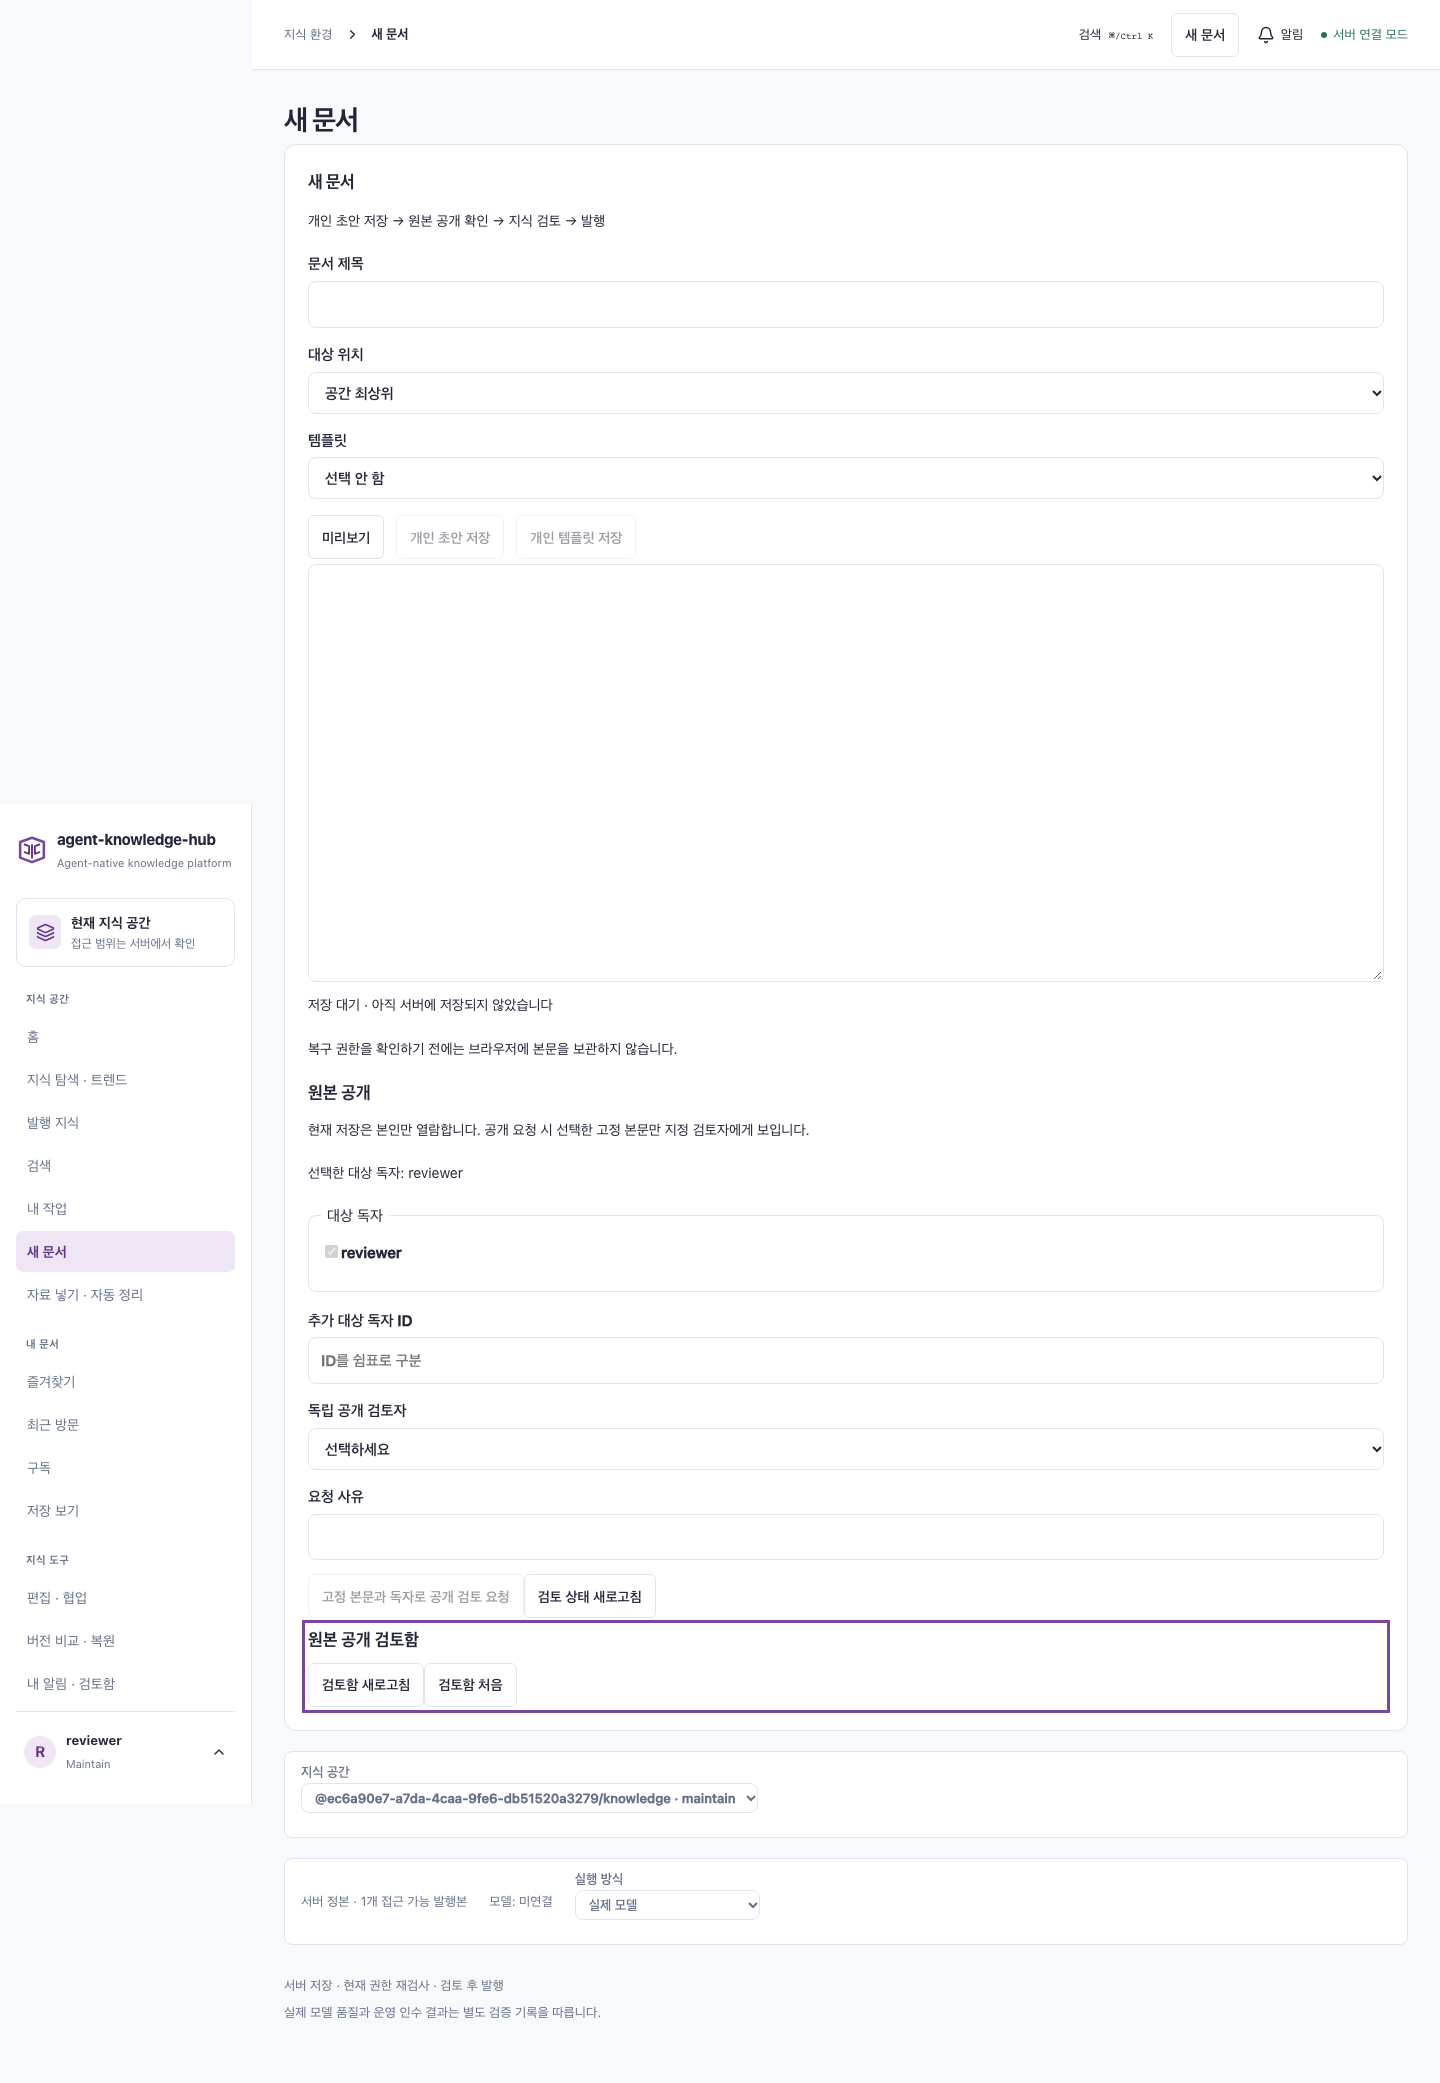 지식 환경 > 새 문서
검색 ⌘/Ctrl K
새 문서
알림
서버 연결 모드
새 문서
새 문서
개인 초안 저장 → 원본 공개 확인 → 지식 검토 → 발행
문서 제목
대상 위치
공간 최상위
템플릿
선택 안 함
미리보기
개인 초안 저장
개인 템플릿 저장
저장 대기 · 아직 서버에 저장되지 않았습니다
복구 권한을 확인하기 전에는 브라우저에 본문을 보관하지 않습니다.
원본 공개
현재 저장은 본인만 열람합니다. 공개 요청 시 선택한 고정 본문만 지정 검토자에게 보입니다.
선택한 대상 독자: reviewer
대상 독자
reviewer
추가 대상 독자 ID
ID를 쉼표로 구분
독립 공개 검토자
선택하세요
요청 사유
고정 본문과 독자로 공개 검토 요청
검토 상태 새로고침
원본 공개 검토함
검토함 새로고침
검토함 처음
지식 공간
@ec6a90e7-a7da-4caa-9fe6-db51520a3279/knowledge · maintain
실행 방식
서버 정본 · 1개 접근 가능 발행본
모델: 미연결
실제 모델
서버 저장 · 현재 권한 재검사 · 검토 후 발행
실제 모델 품질과 운영 인수 결과는 별도 검증 기록을 따릅니다.
agent-knowledge-hub
Agent-native knowledge platform
현재 지식 공간
접근 범위는 서버에서 확인
지식 공간
홈
지식 탐색 · 트렌드
발행 지식
검색
내 작업
새 문서
자료 넣기 · 자동 정리
내 문서
즐겨찾기
최근 방문
구독
저장 보기
지식 도구
편집 · 협업
버전 비교 · 복원
내 알림 · 검토함
R
reviewer
Maintain